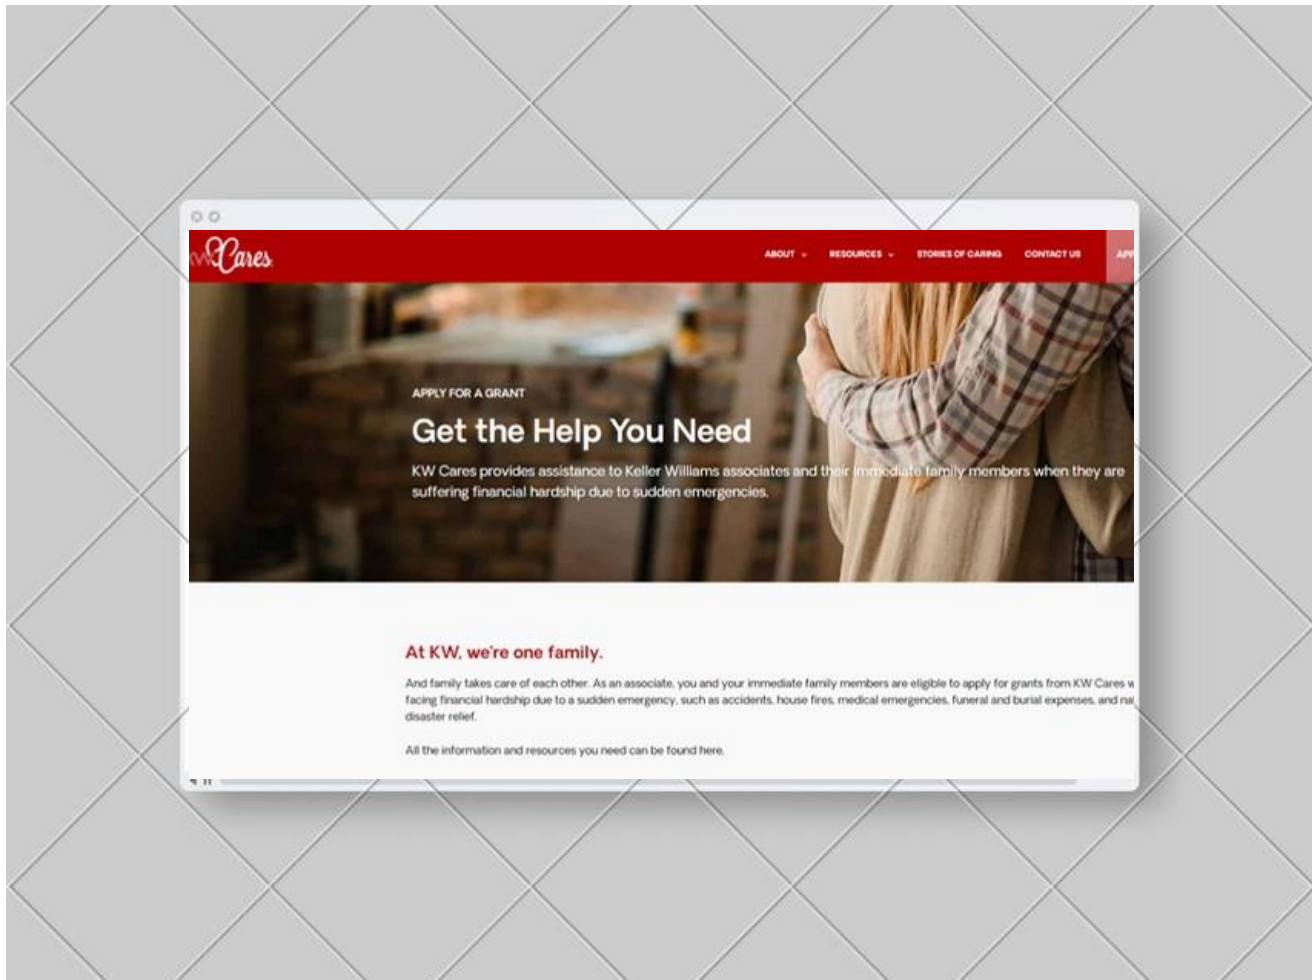 KW Cares
ABOUT RESOURCES STORIES OF CARING CONTACT US
APPLY FOR A GRANT
Get the Help You Need
KW Cares provides assistance to Keller Williams associates and their immediate family members when they are
suffering financial hardship due to sudden emergencies.
At KW, we're one family.
And family takes care of each other. As an associate, you and your immediate family members are eligible to apply for grants from KW Cares
facing financial hardship due to a sudden emergency, such as accidents, house fires, medical emergencies, funeral and burial expenses, and
disaster relief.
All the information and resources you need can be found here.